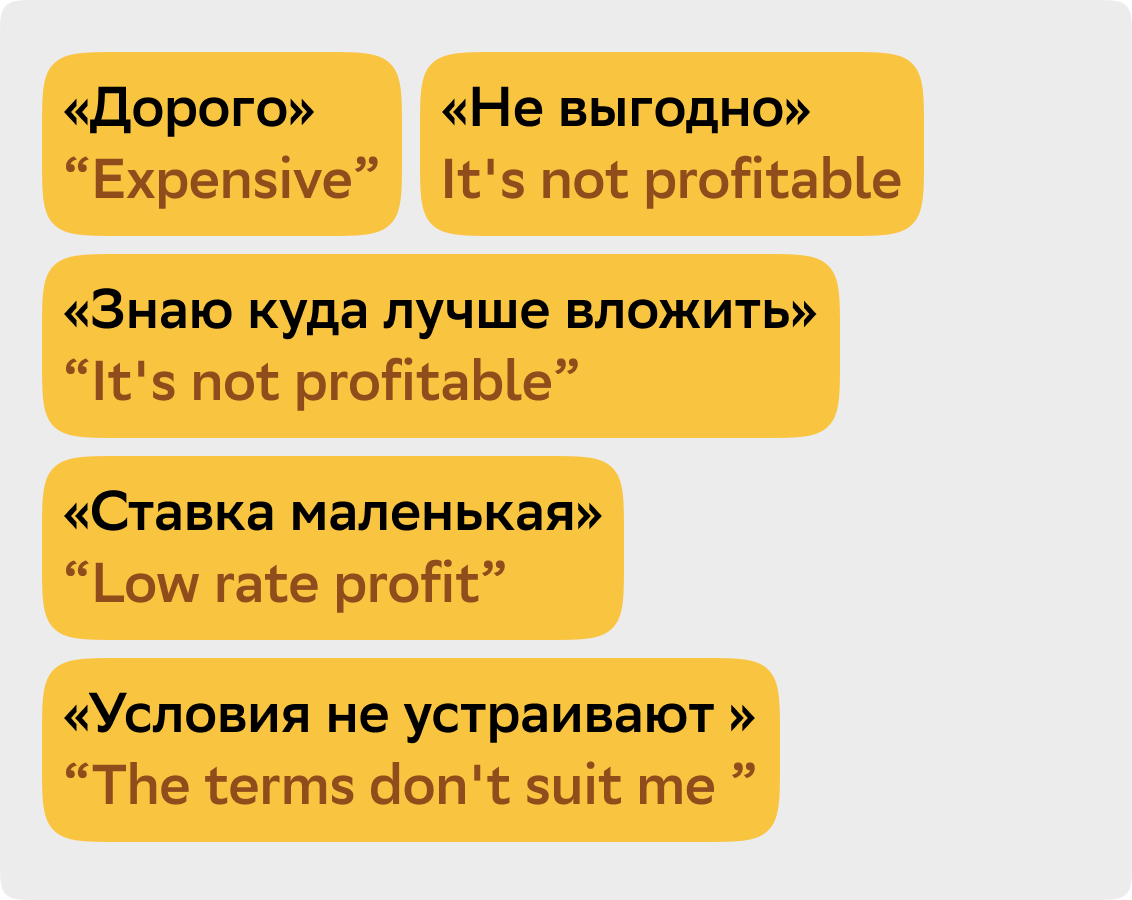 «Дорого»
“Expensive”
«Не выгодно»
It's not profitable
«Знаю куда лучше вложить»
“It's not profitable”
«Ставка маленькая»
“Low rate profit”
«Условия не устраивают »
“The terms don't suit me ”